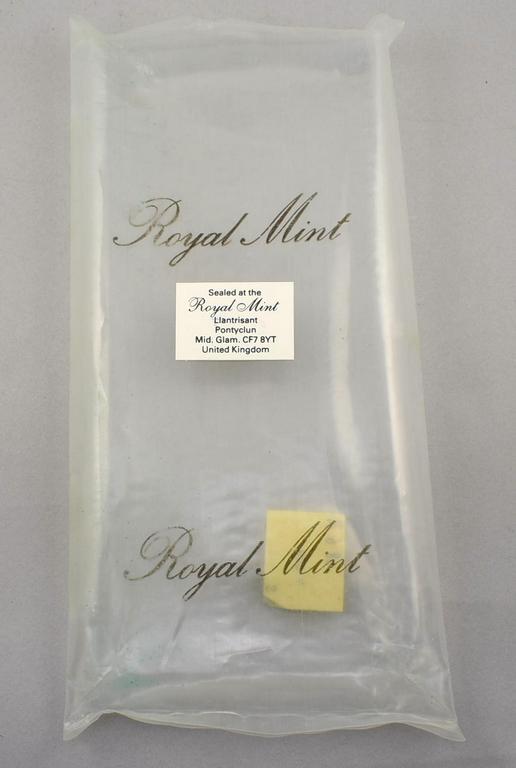 Royal Mint
Sealed at the
Royal Mint
Llantrisant
Pontyclun
Mid. Glam. CF7 8YT
United Kingdom
Royal Mint